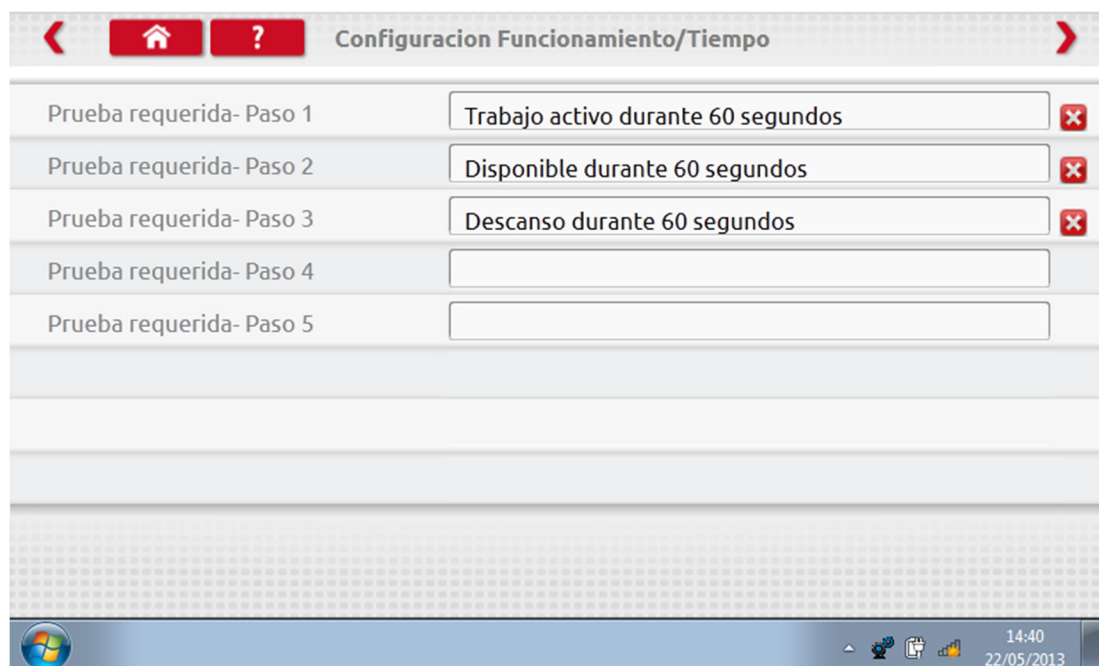 ? Configuracion Funcionamiento/Tiempo
Prueba requerida- Paso 1 Trabajo activo durante 60 segundos
Prueba requerida- Paso 2 Disponible durante 60 segundos
Prueba requerida- Paso 3 Descanso durante 60 segundos
Prueba requerida- Paso 4
Prueba requerida- Paso 5
14:40
22/05/2013